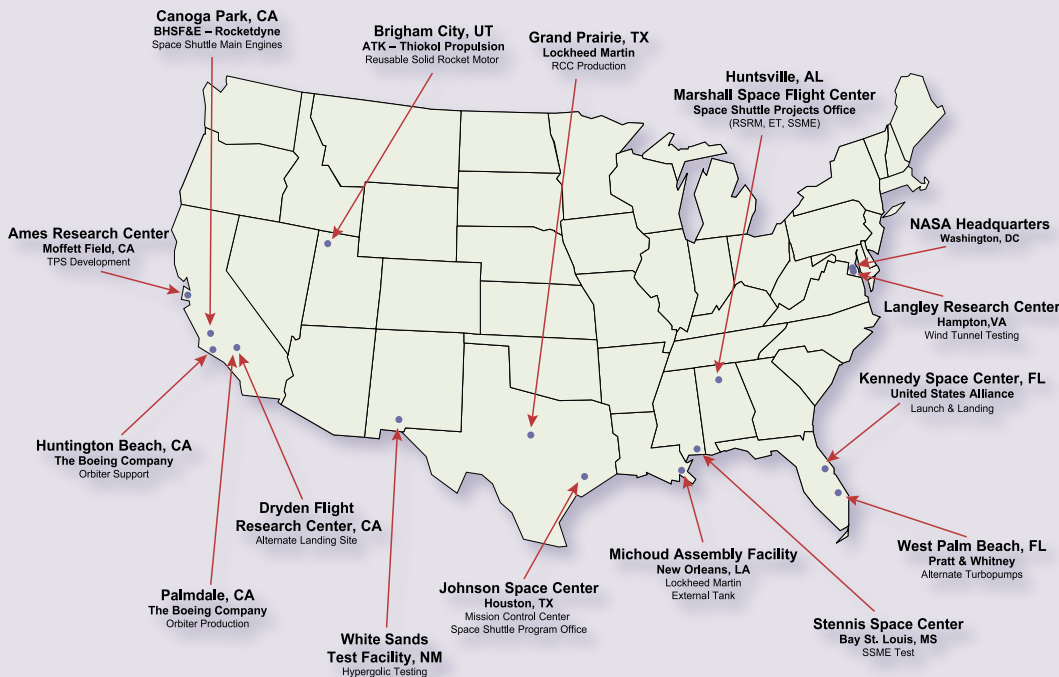 Canoga Park, CA
BHSF&E – Rocketdyne
Space Shuttle Main Engines
Brigham City, UT
ATK – Thiokol Propulsion
Reusable Solid Rocket Motor
Grand Prairie, TX
Lockheed Martin
RCC Production
Huntsville, AL
Marshall Space Flight Center
Space Shuttle Projects Office
(RSRM, ET, SSME)
Ames Research Center
Moffett Field, CA
TPS Development
NASA Headquarters
Washington, DC
Langley Research Center
Hampton,VA
Wind Tunnel Testing
Kennedy Space Center, FL
United States Alliance
Launch & Landing
Huntington Beach, CA
The Boeing Company
Orbiter Support
Dryden Flight
Research Center, CA
Alternate Landing Site
West Palm Beach, FL
Pratt & Whitney
Alternate Turbopumps
Michoud Assembly Facility
New Orleans, LA
Lockheed Martin
External Tank
Johnson Space Center
Houston, TX
Mission Control Center
Space Shuttle Program Office
Palmdale, CA
The Boeing Company
Orbiter Production
Stennis Space Center
Bay St. Louis, MS
SSME Test
White Sands
Test Facility, NM
Hypergolic Testing